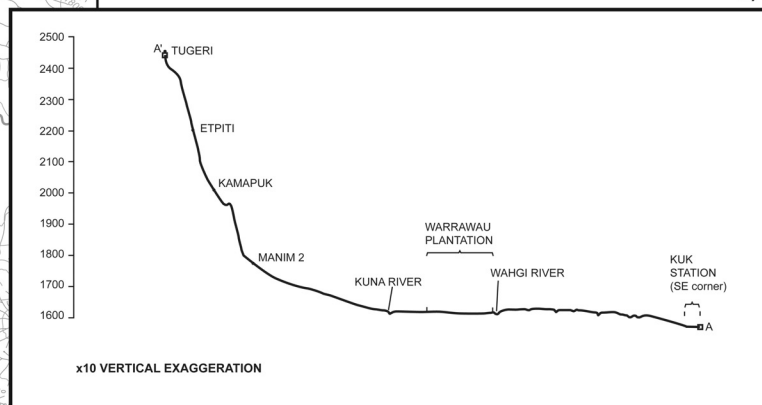 2500
2400
2300
2200
2100
2000
1900
1800
1700
1600
A' TUGERI
ETPITI
KAMAPUK
MANIM 2
KUNA RIVER
WARRAWAU
PLANTATION
WAHGI RIVER
KUK
STATION
(SE corner)
A
x10 VERTICAL EXAGGERATION